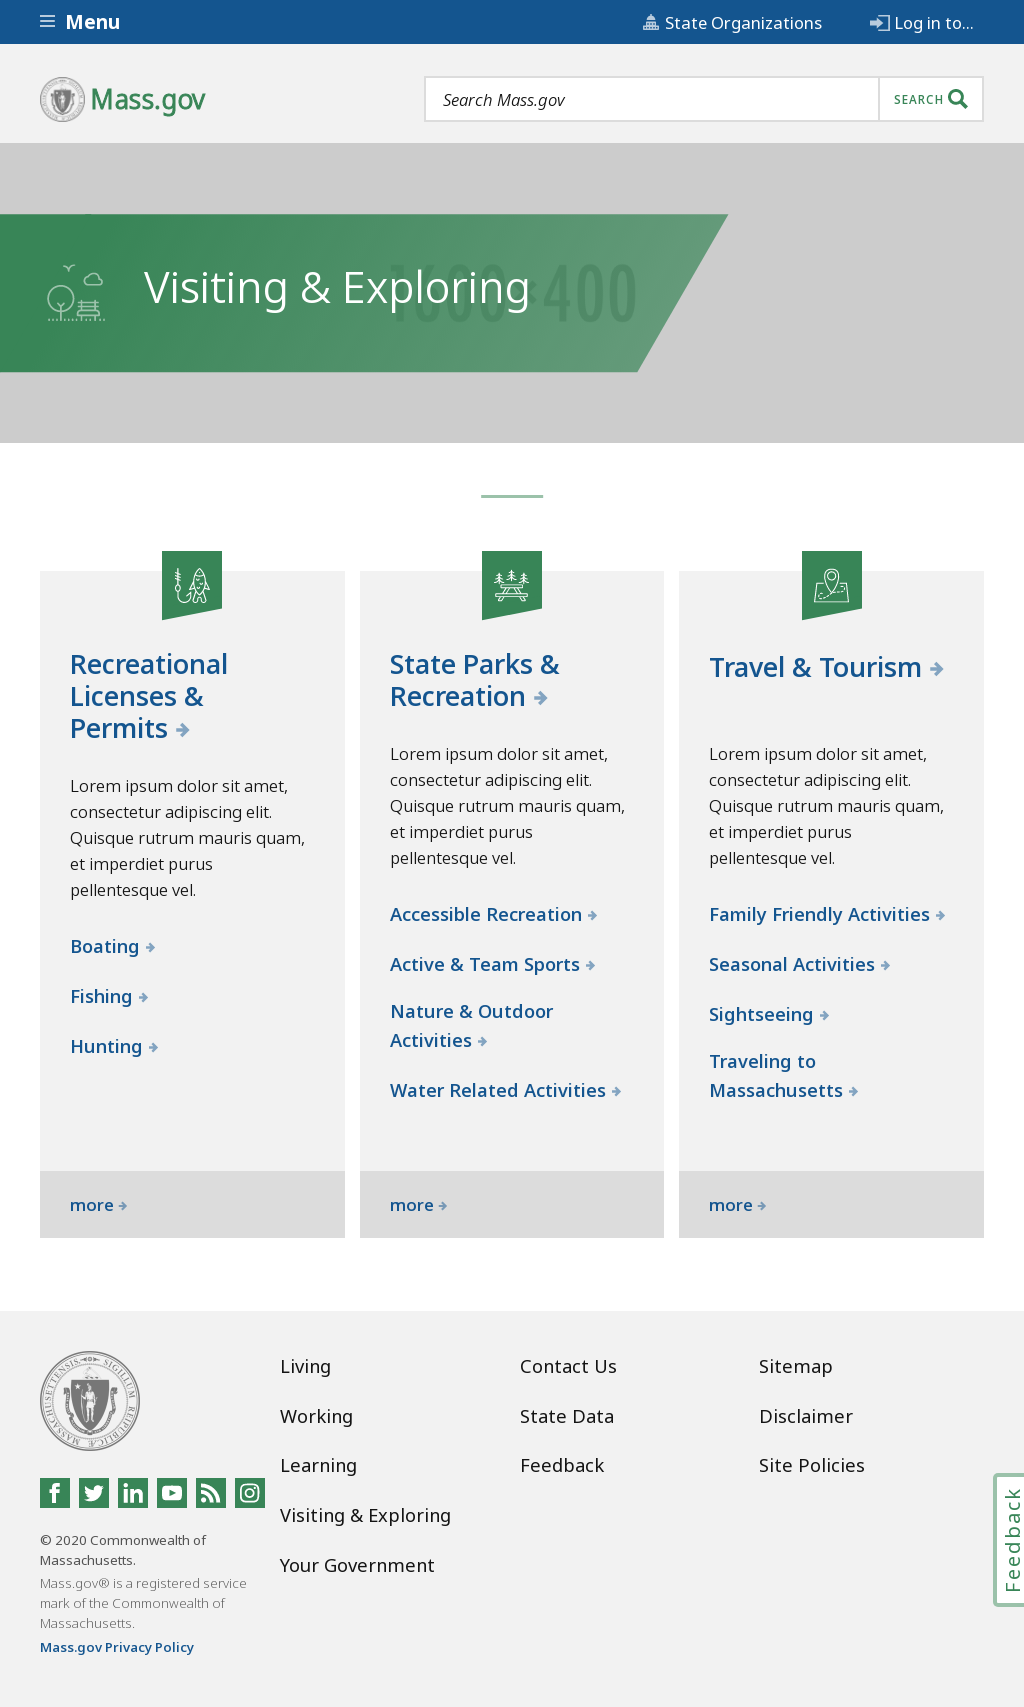 Menu
State Organizations
Log in to...
Mass.gov
Search Mass.gov
SEARCH
Visiting & Exploring
1600×400
Recreational
Licenses &
Permits
Lorem ipsum dolor sit amet,
consectetur adipiscing elit.
Quisque rutrum mauris quam,
et imperdiet purus
pellentesque vel.
Boating
Fishing
Hunting
more
State Parks &
Recreation
Lorem ipsum dolor sit amet,
consectetur adipiscing elit.
Quisque rutrum mauris quam,
et imperdiet purus
pellentesque vel.
Accessible Recreation
Active & Team Sports
Nature & Outdoor
Activities
Water Related Activities
more
Travel & Tourism
Lorem ipsum dolor sit amet,
consectetur adipiscing elit.
Quisque rutrum mauris quam,
et imperdiet purus
pellentesque vel.
Family Friendly Activities
Seasonal Activities
Sightseeing
Traveling to
Massachusetts
more
SIGILLUM REIPUBLICÆ MASSACHUSETTENSIS
© 2020 Commonwealth of
Massachusetts.
Mass.gov® is a registered service
mark of the Commonwealth of
Massachusetts.
Mass.gov Privacy Policy
Living
Working
Learning
Visiting & Exploring
Your Government
Contact Us
State Data
Feedback
Sitemap
Disclaimer
Site Policies
Feedback